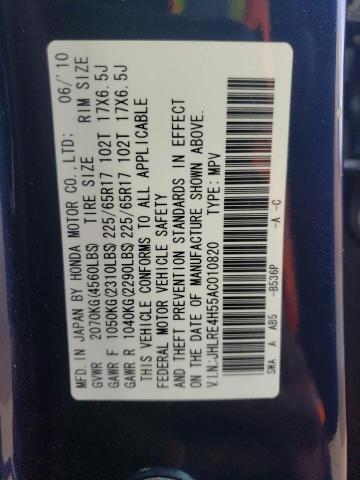 MFD. IN JAPAN BY HONDA MOTOR CO.,LTD; 06/'10
GVWR 2070KG(4560LBS) TIRE SIZE RIM SIZE
GAWR F 1050KG(2310LBS) 225/65R17 102T 17X6.5J
GAWR R 1040KG(2290LBS) 225/65R17 102T 17X6.5J
THIS VEHICLE CONFORMS TO ALL APPLICABLE
FEDERAL MOTOR VEHICLE SAFETY
AND THEFT PREVENTION STANDARDS IN EFFECT
ON THE DATE OF MANUFACTURE SHOWN ABOVE.
V.I.N:JHLRE4H55AC010820 TYPE: MPV
SWA A AB5 -B536P -A -C